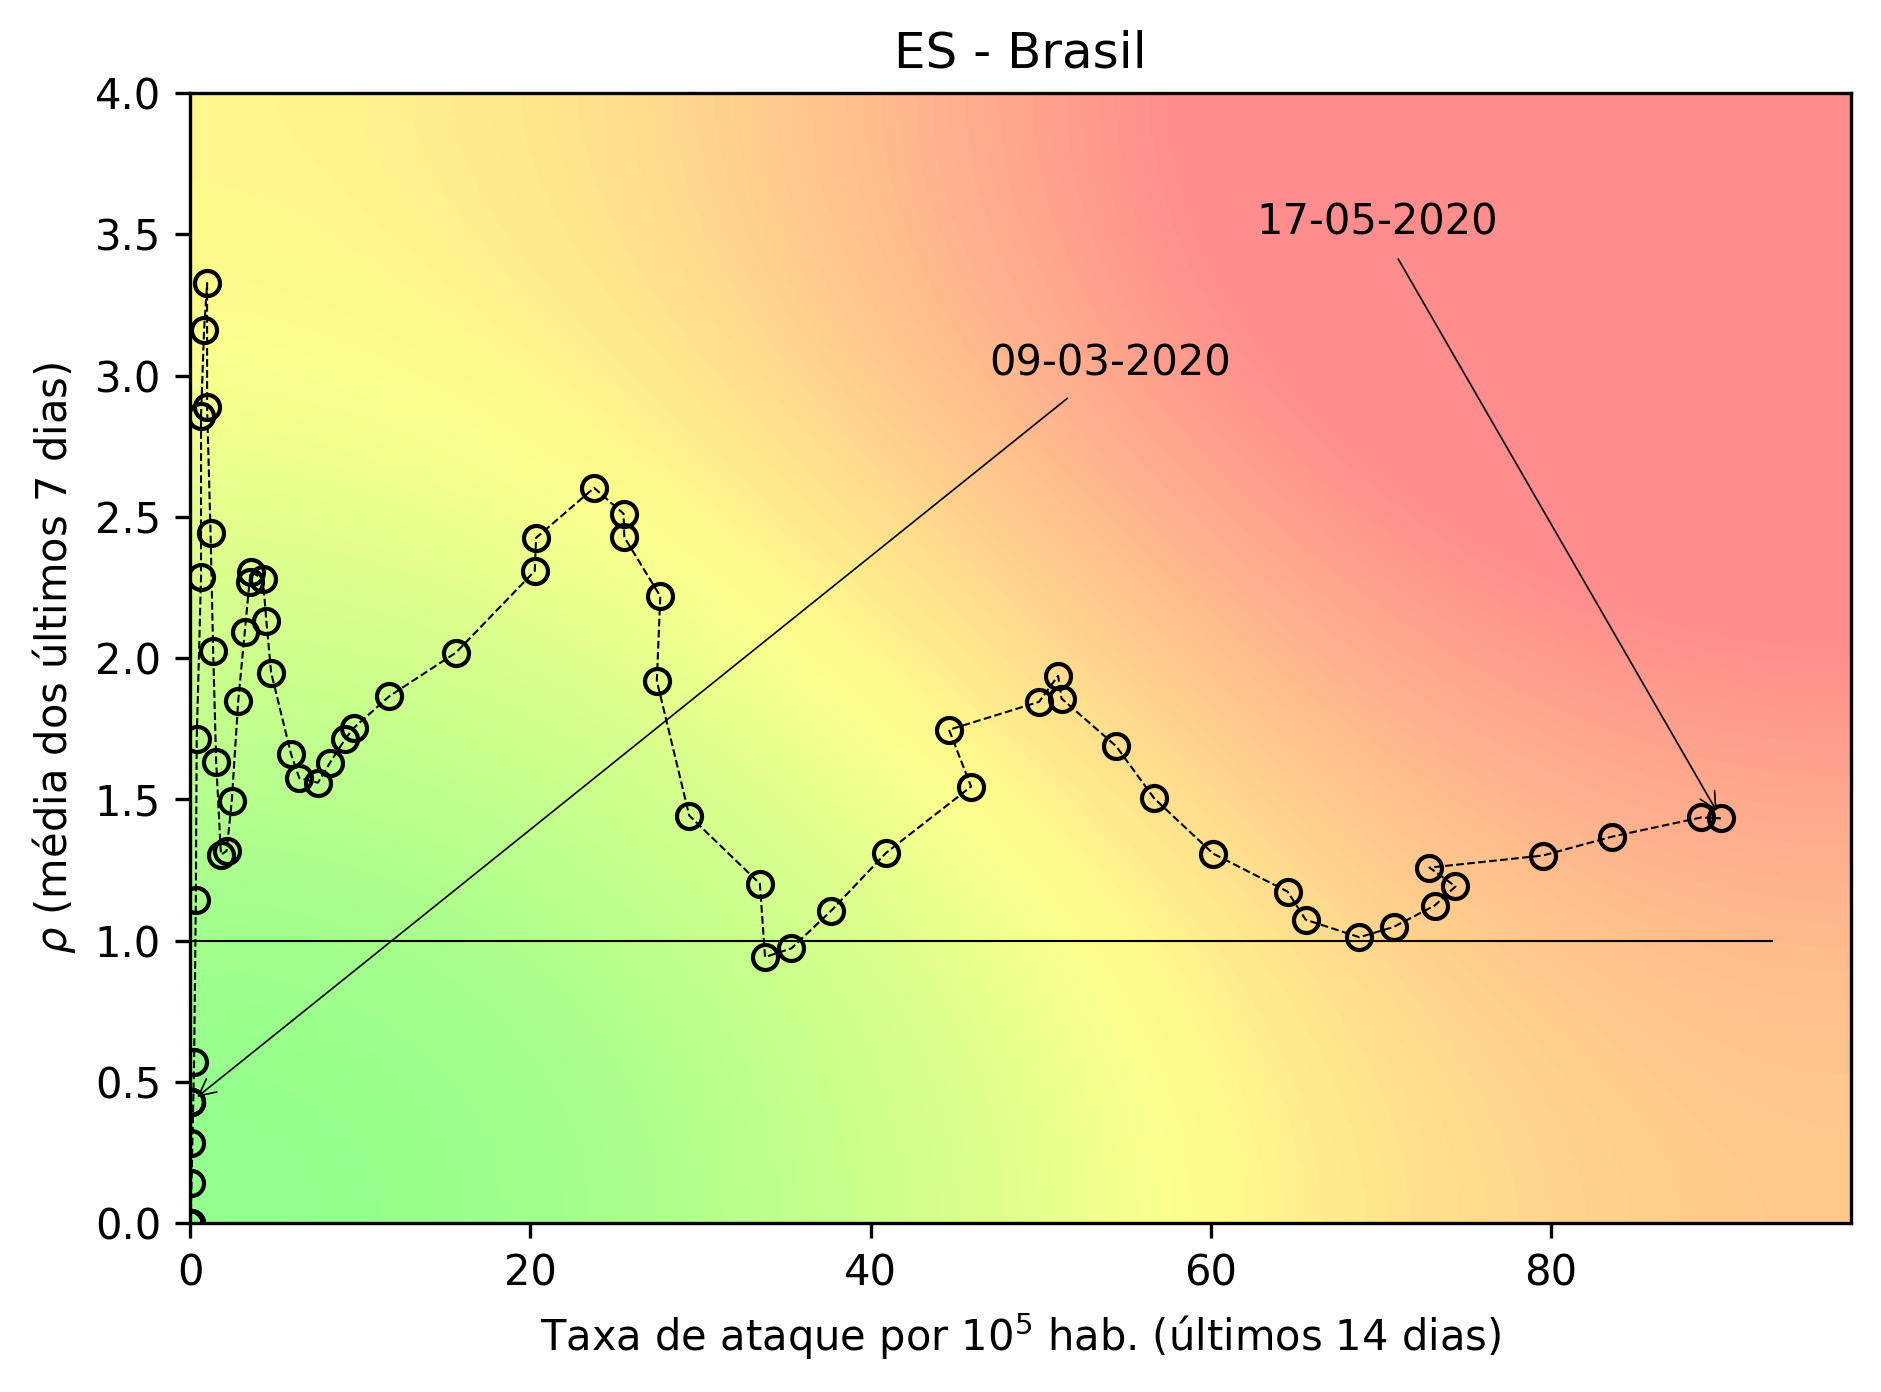 ES - Brasil
4.0
3.5
3.0
2.5
2.0
1.5
1.0
0.5
0.0
ρ (média dos últimos 7 dias)
17-05-2020
09-03-2020
0 20 40 60 80
Taxa de ataque por 10⁵ hab. (últimos 14 dias)